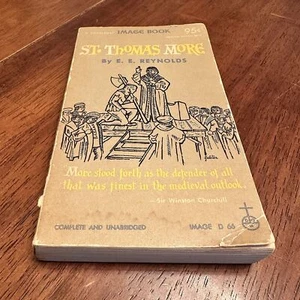 IMAGE BOOK
95¢
ST. THOMAS MORE
By E. E. REYNOLDS
More stood forth as the defender of all
that was finest in the medieval outlook.
— Sir Winston Churchill
COMPLETE AND UNABRIDGED
IMAGE D 66